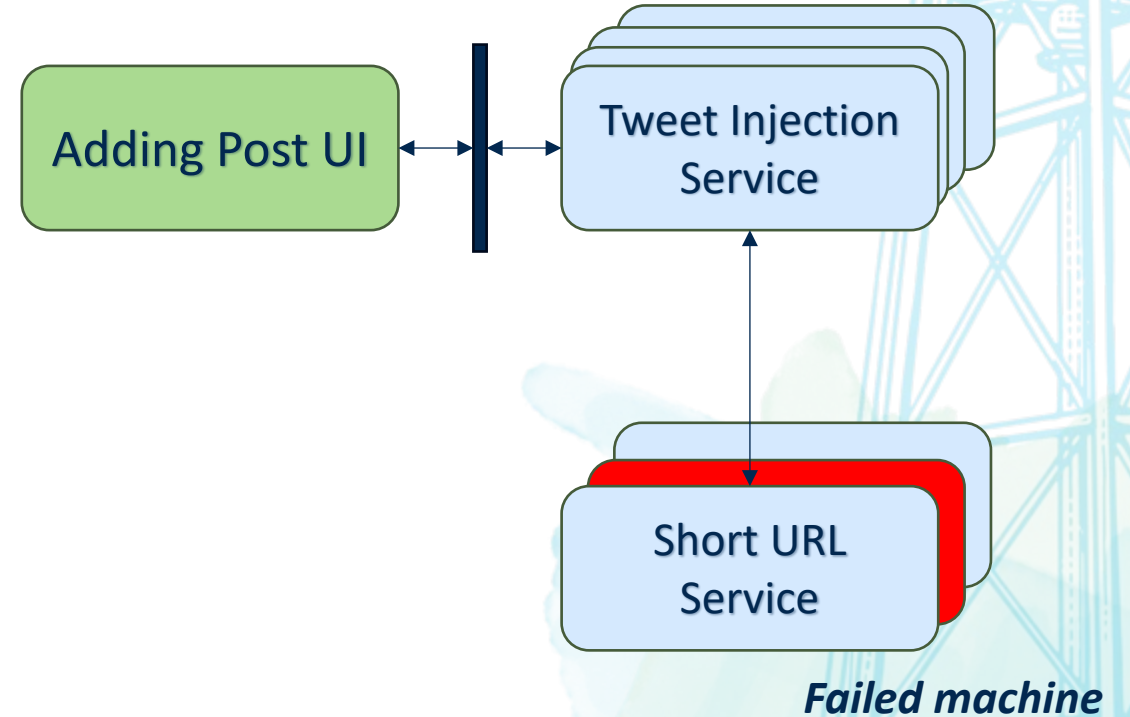 Adding Post UI
Tweet Injection
Service
Short URL
Service
Failed machine